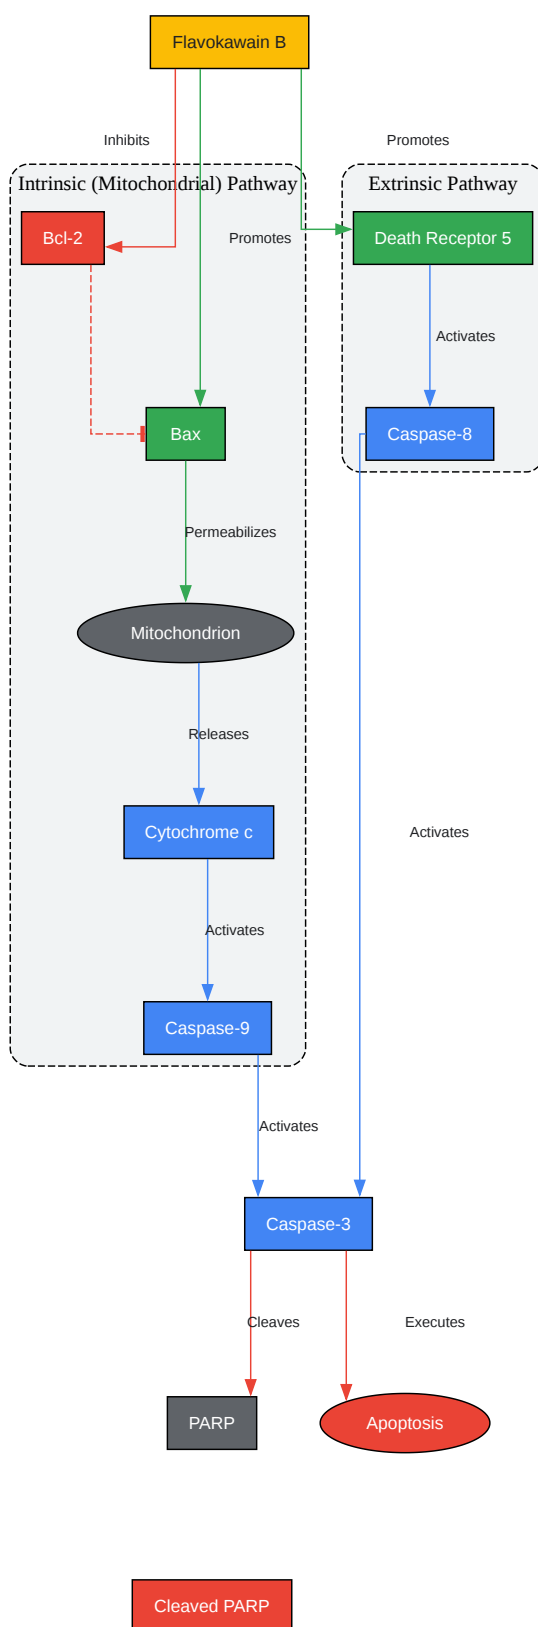 Flavokawain B
Inhibits
Promotes
Intrinsic (Mitochondrial) Pathway
Extrinsic Pathway
Bcl-2
Promotes
Death Receptor 5
Activates
Bax
Caspase-8
Permeabilizes
Mitochondrion
Releases
Cytochrome c
Activates
Activates
Caspase-9
Activates
Caspase-3
Cleaves
Executes
PARP
Apoptosis
Cleaved PARP